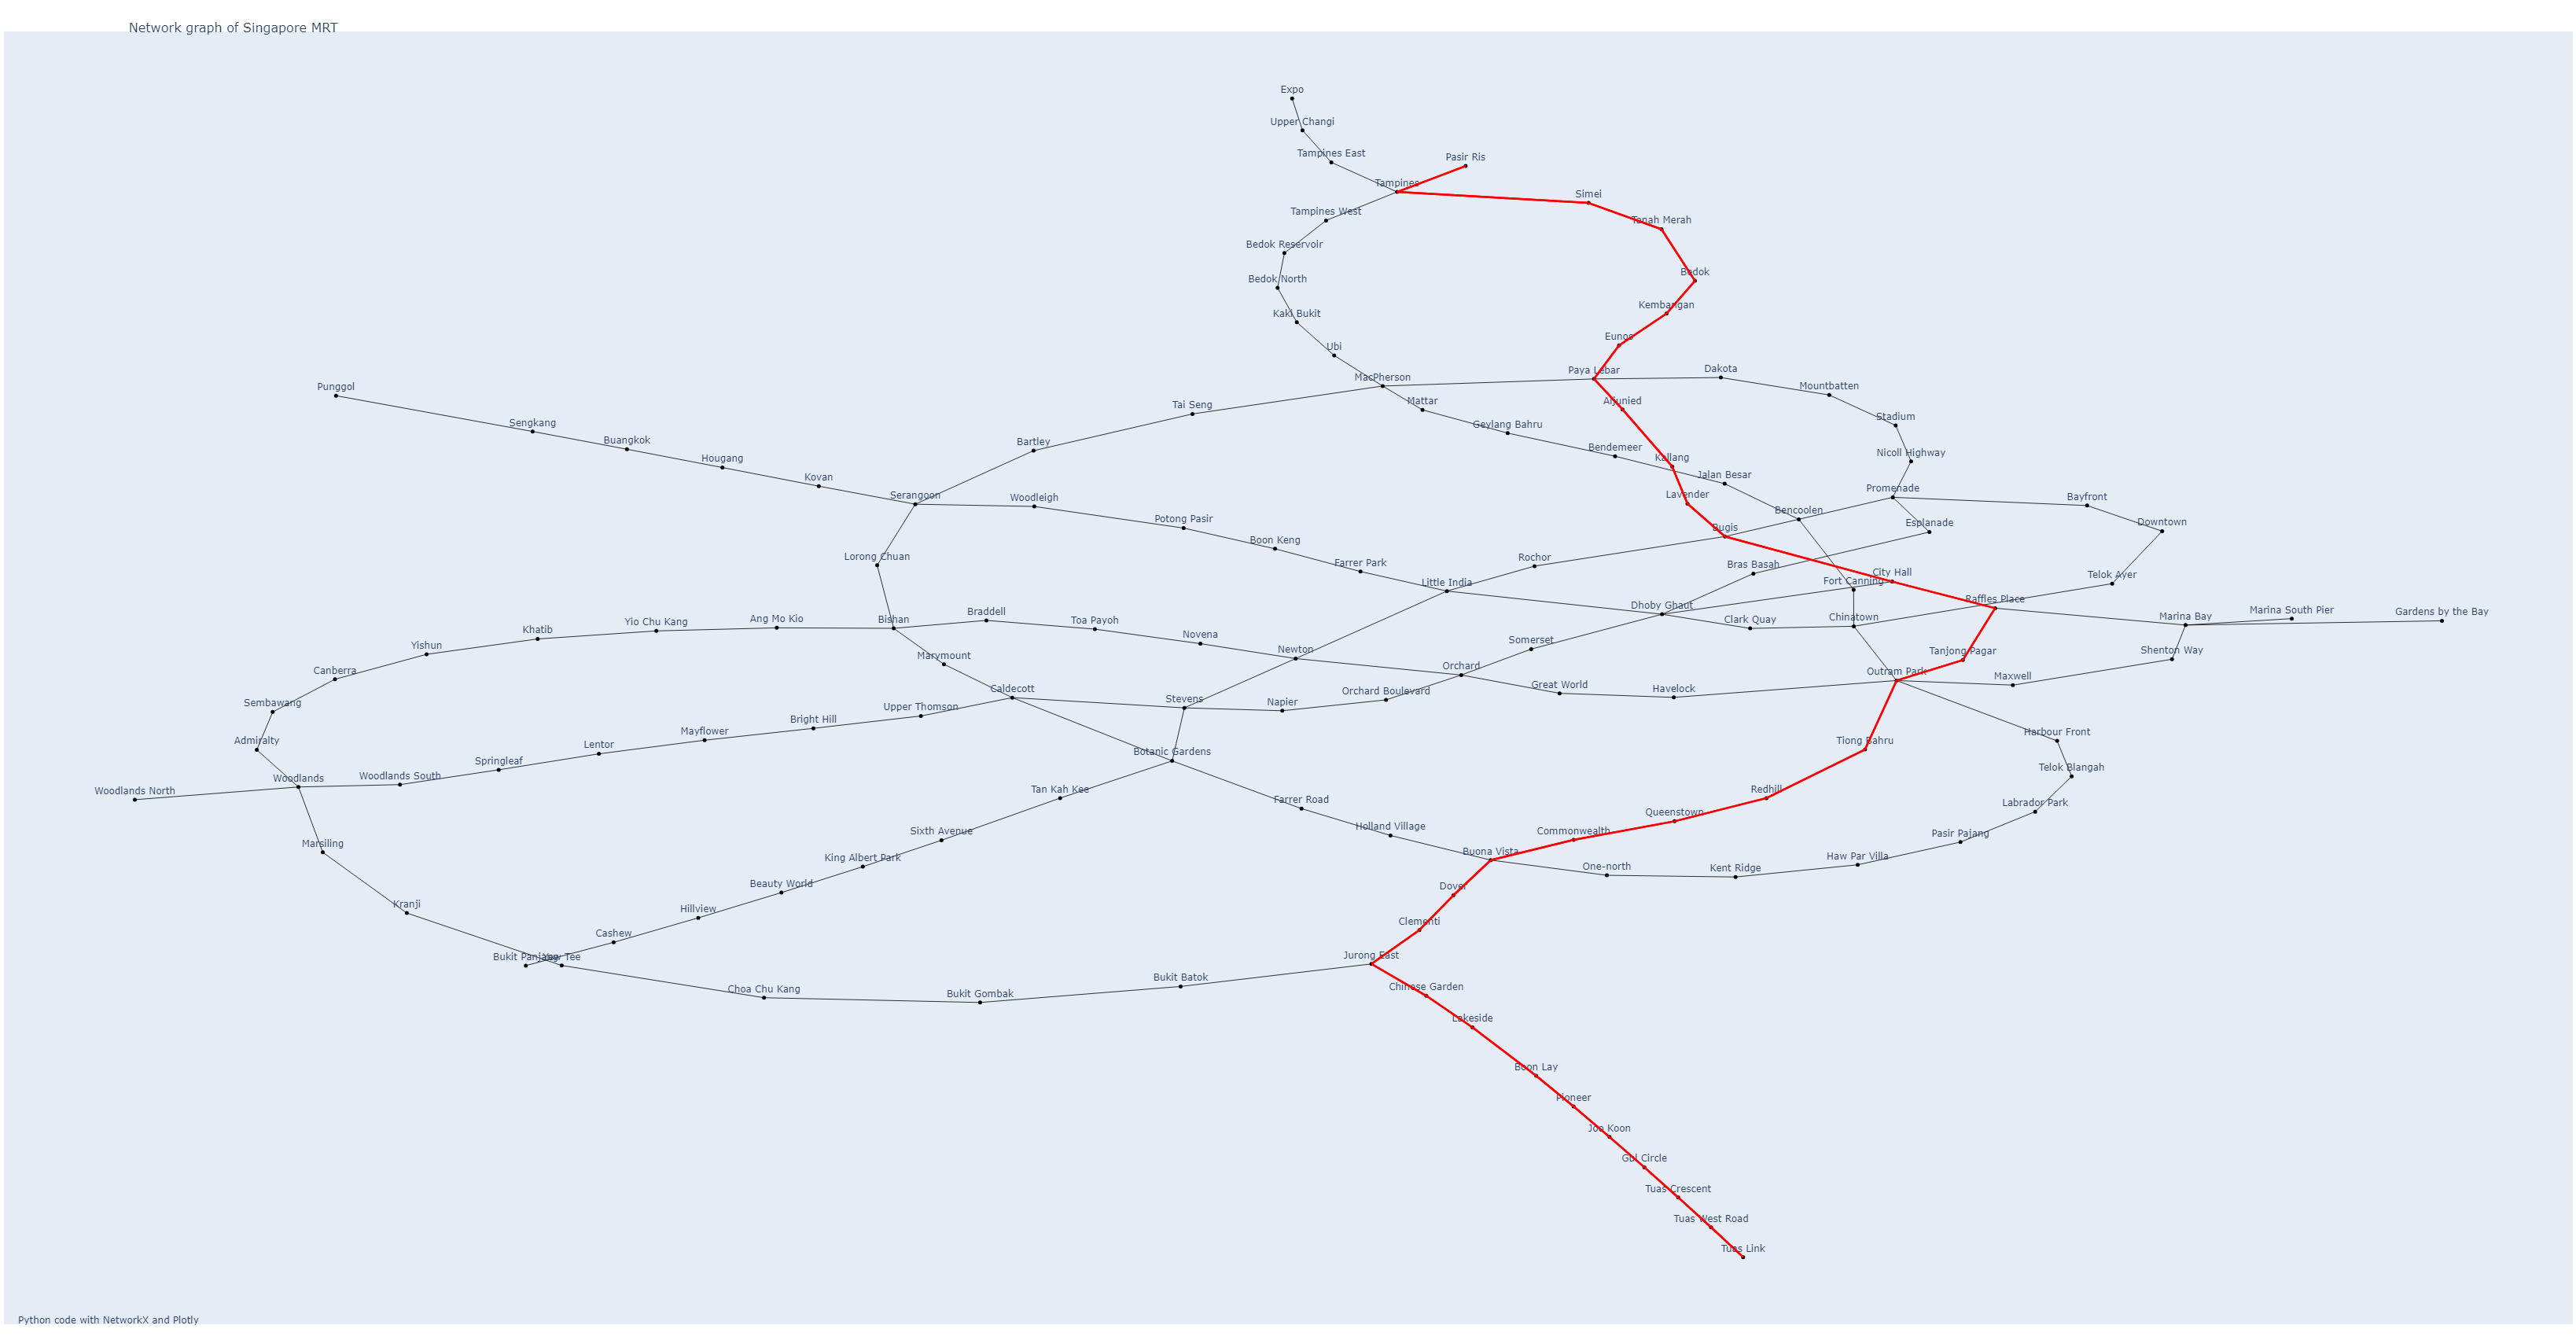 Network graph of Singapore MRT
Expo
Upper Changi
Tampines East
Pasir Ris
Tampines
Simei
Tampines West
Tanah Merah
Bedok Reservoir
Bedok
Bedok North
Kembangan
Kaki Bukit
Eunos
Ubi
Paya Lebar
Dakota
MacPherson
Punggol
Mountbatten
Mattar
Aljunied
Tai Seng
Stadium
Sengkang
Geylang Bahru
Buangkok
Bartley
Bendemeer
Nicoll Highway
Hougang
Kallang
Kovan
Jalan Besar
Promenade
Serangoon
Woodleigh
Lavender
Bayfront
Bencoolen
Potong Pasir
Esplanade
Downtown
Bugis
Boon Keng
Lorong Chuan
Rochor
Farrer Park
Bras Basah
City Hall
Telok Ayer
Little India
Fort Canning
Raffles Place
Dhoby Ghaut
Marina South Pier
Gardens by the Bay
Braddell
Yio Chu Kang
Ang Mo Kio
Bishan
Toa Payoh
Clark Quay
Chinatown
Marina Bay
Khatib
Novena
Somerset
Yishun
Newton
Tanjong Pagar
Shenton Way
Marymount
Orchard
Canberra
Outram Park
Maxwell
Caldecott
Great World
Havelock
Orchard Boulevard
Stevens
Napier
Sembawang
Upper Thomson
Bright Hill
Mayflower
Harbour Front
Admiralty
Lentor
Tiong Bahru
Botanic Gardens
Springleaf
Telok Blangah
Woodlands
Woodlands South
Woodlands North
Tan Kah Kee
Redhill
Farrer Road
Labrador Park
Queenstown
Holland Village
Sixth Avenue
Commonwealth
Pasir Pajang
Marsiling
Buona Vista
King Albert Park
Haw Par Villa
One-north
Kent Ridge
Beauty World
Dover
Kranji
Hillview
Clementi
Cashew
Bukit Panjang
Yew Tee
Jurong East
Bukit Batok
Choa Chu Kang
Bukit Gombak
Chinese Garden
Lakeside
Boon Lay
Pioneer
Joo Koon
Gul Circle
Tuas Crescent
Tuas West Road
Tuas Link
Python code with NetworkX and Plotly